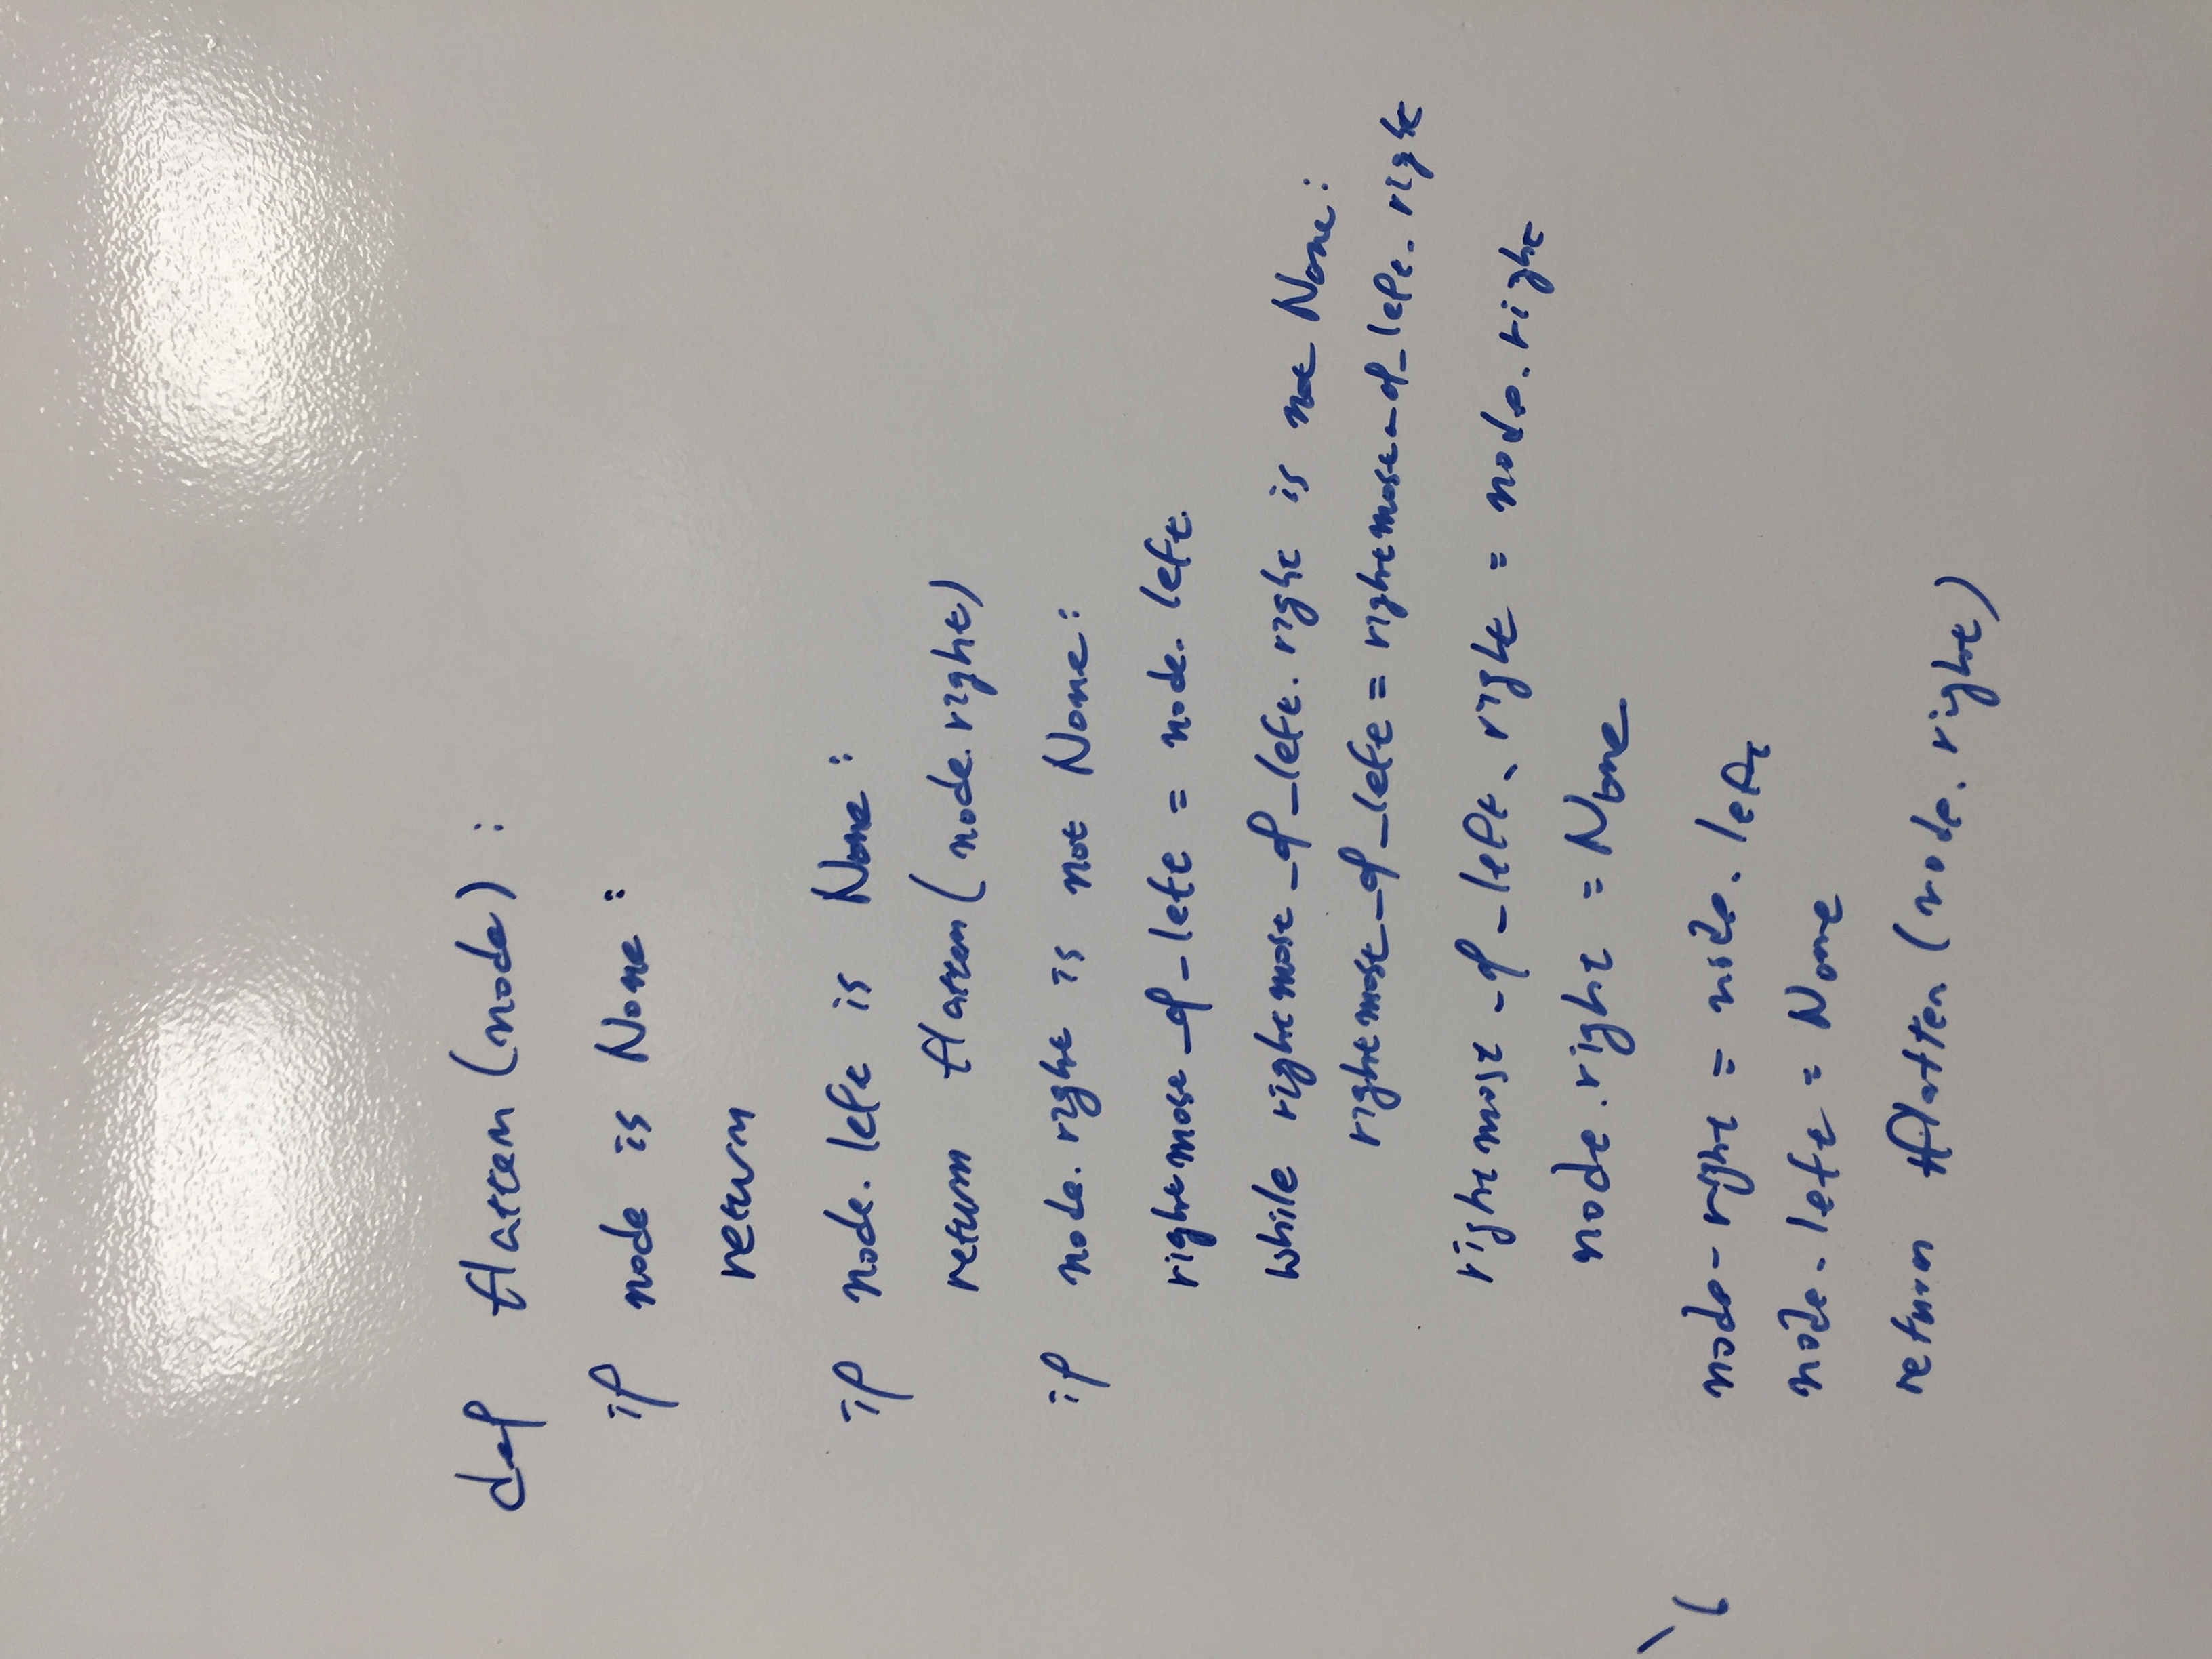 def flatten (node) :
if node is None :
return
if node. left is None :
return flatten ( node. right)
if node. right is not None :
rightmost_of_left = node. left
while rightmost_of_left. right is not None :
rightmost_of_left = rightmost_of_left. right
rightmost_of_left. right = node. right
node. right = None
node. right = node. left
node. left = None
return flatten (node. right)